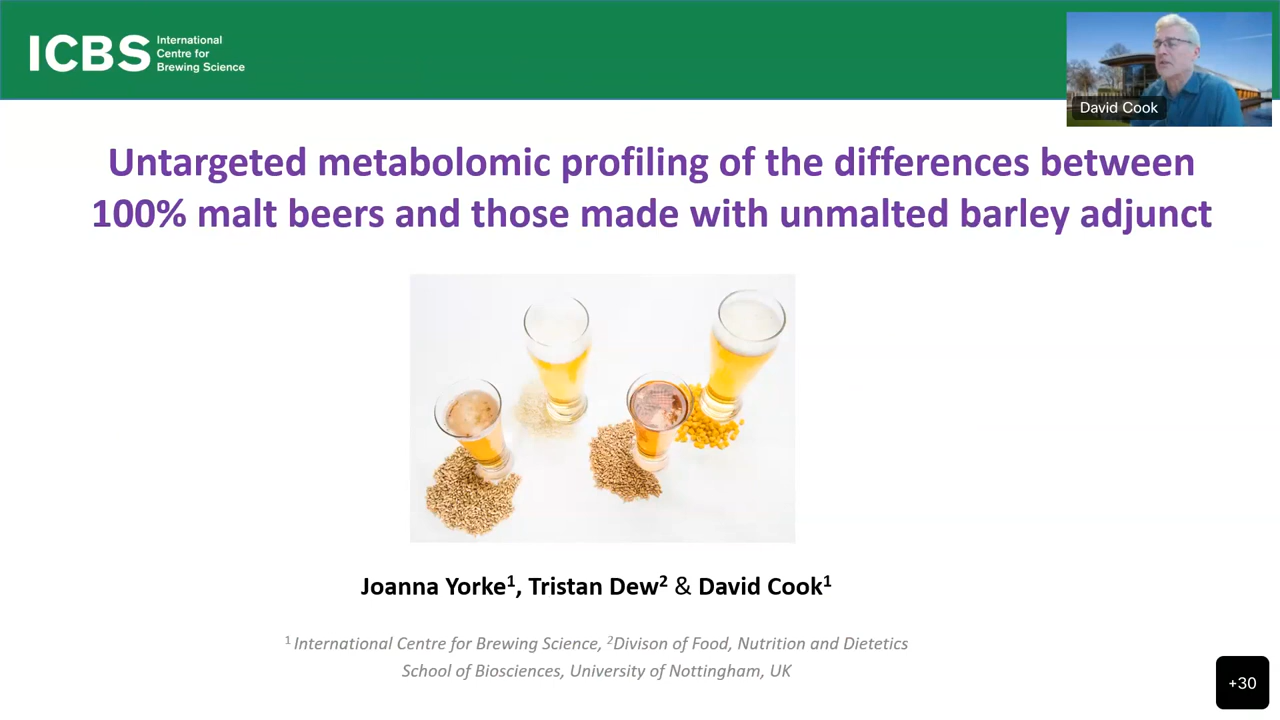 ICBS International
Centre for
Brewing Science
David Cook
Untargeted metabolomic profiling of the differences between
100% malt beers and those made with unmalted barley adjunct
Joanna Yorke¹, Tristan Dew² & David Cook¹
¹ International Centre for Brewing Science, ²Divison of Food, Nutrition and Dietetics
School of Biosciences, University of Nottingham, UK
+30